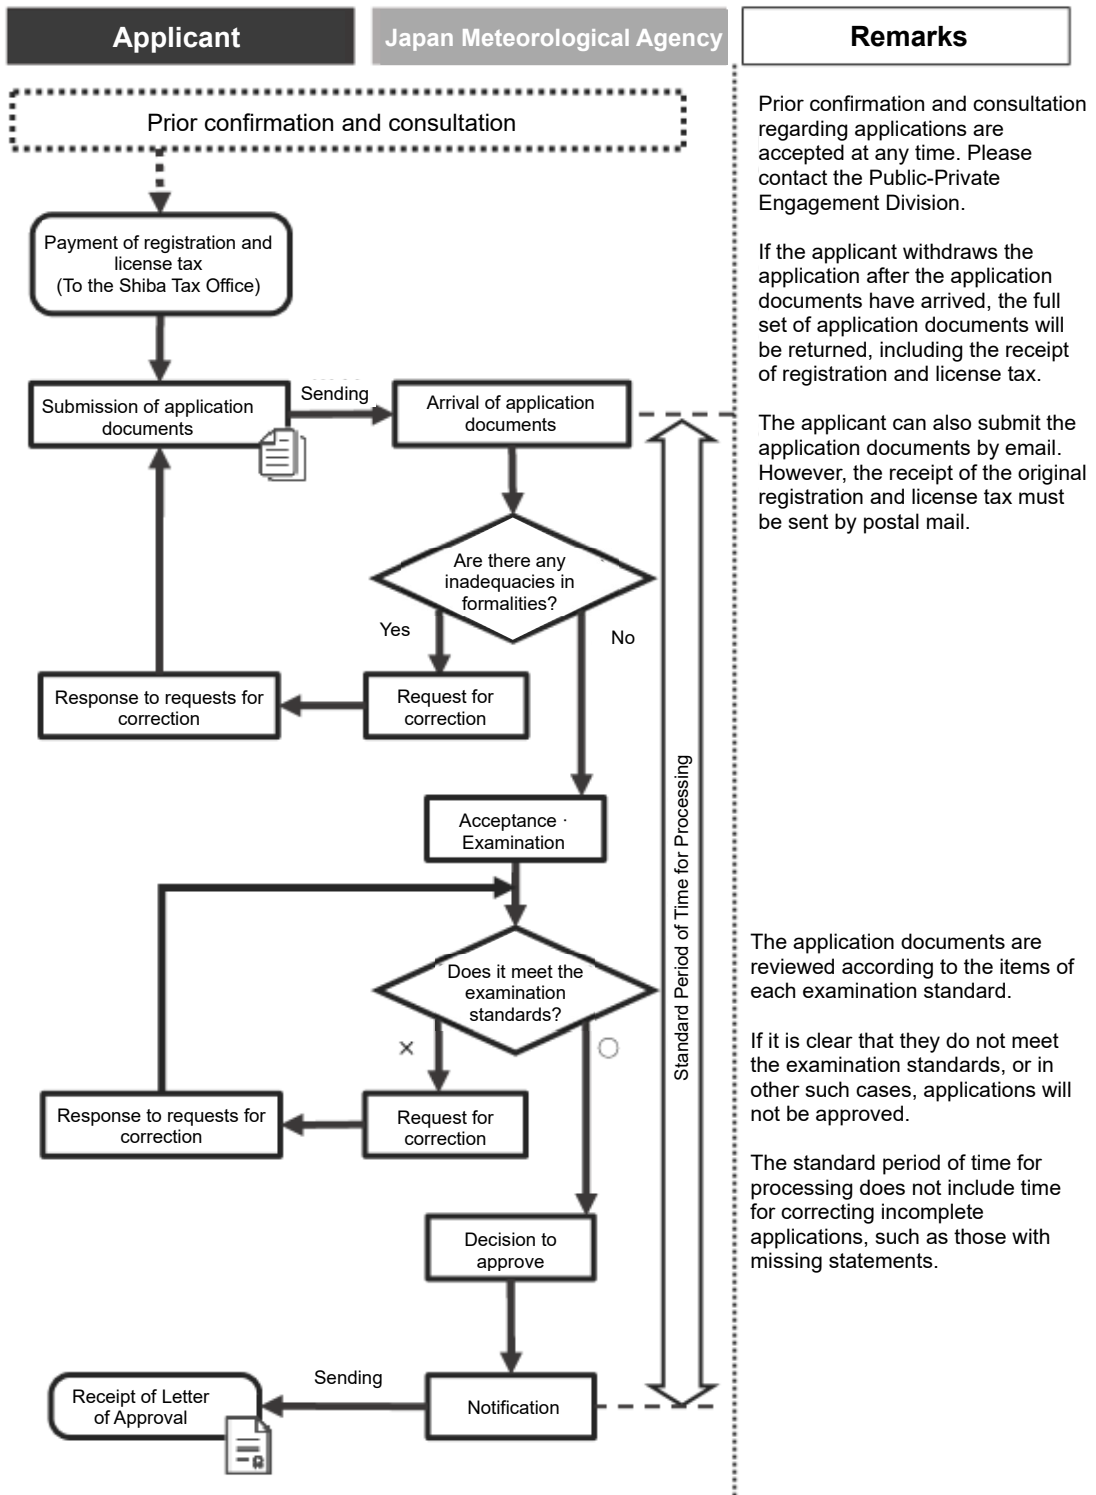 Applicant
Japan Meteorological Agency
Remarks
Prior confirmation and consultation
Prior confirmation and consultation
regarding applications are
accepted at any time. Please
contact the Public-Private
Engagement Division.
Payment of registration and
license tax
(To the Shiba Tax Office)
If the applicant withdraws the
application after the application
documents have arrived, the full
set of application documents will
be returned, including the receipt
of registration and license tax.
Submission of application
documents
Sending
Arrival of application
documents
The applicant can also submit the
application documents by email.
However, the receipt of the original
registration and license tax must
be sent by postal mail.
Are there any
inadequacies in
formalities?
Yes
No
Response to requests for
correction
Request for
correction
Standard Period of Time for Processing
Acceptance ·
Examination
Does it meet the
examination
standards?
×
○
The application documents are
reviewed according to the items of
each examination standard.
If it is clear that they do not meet
the examination standards, or in
other such cases, applications will
not be approved.
Response to requests for
correction
Request for
correction
The standard period of time for
processing does not include time
for correcting incomplete
applications, such as those with
missing statements.
Decision to
approve
Sending
Receipt of Letter
of Approval
Notification